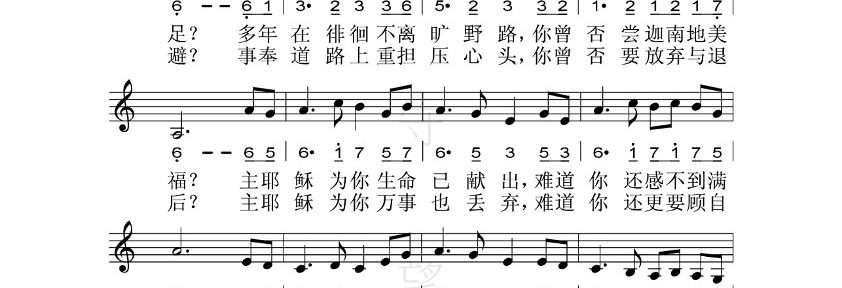 6 - - 6 1 | 3· 2 3 3 6 | 5· 2 3 3 2 | 1· 2 1 2 1 7
足? 多年 在 徘徊 不离 旷 野 路,你曾 否 尝迦南地美
避? 事奉 道 路上 重担 压 心 头,你曾 否 要放弃与退
6 - - 6 5 | 6· 1 7 5 7 | 6· 5 3 5 3 | 6· 1 7 1 7 5
福? 主耶 稣 为你 生命 已 献 出,难道 你 还感不到满
后? 主耶 稣 为你 万事 也 丢 弃,难道 你 还更要顾自